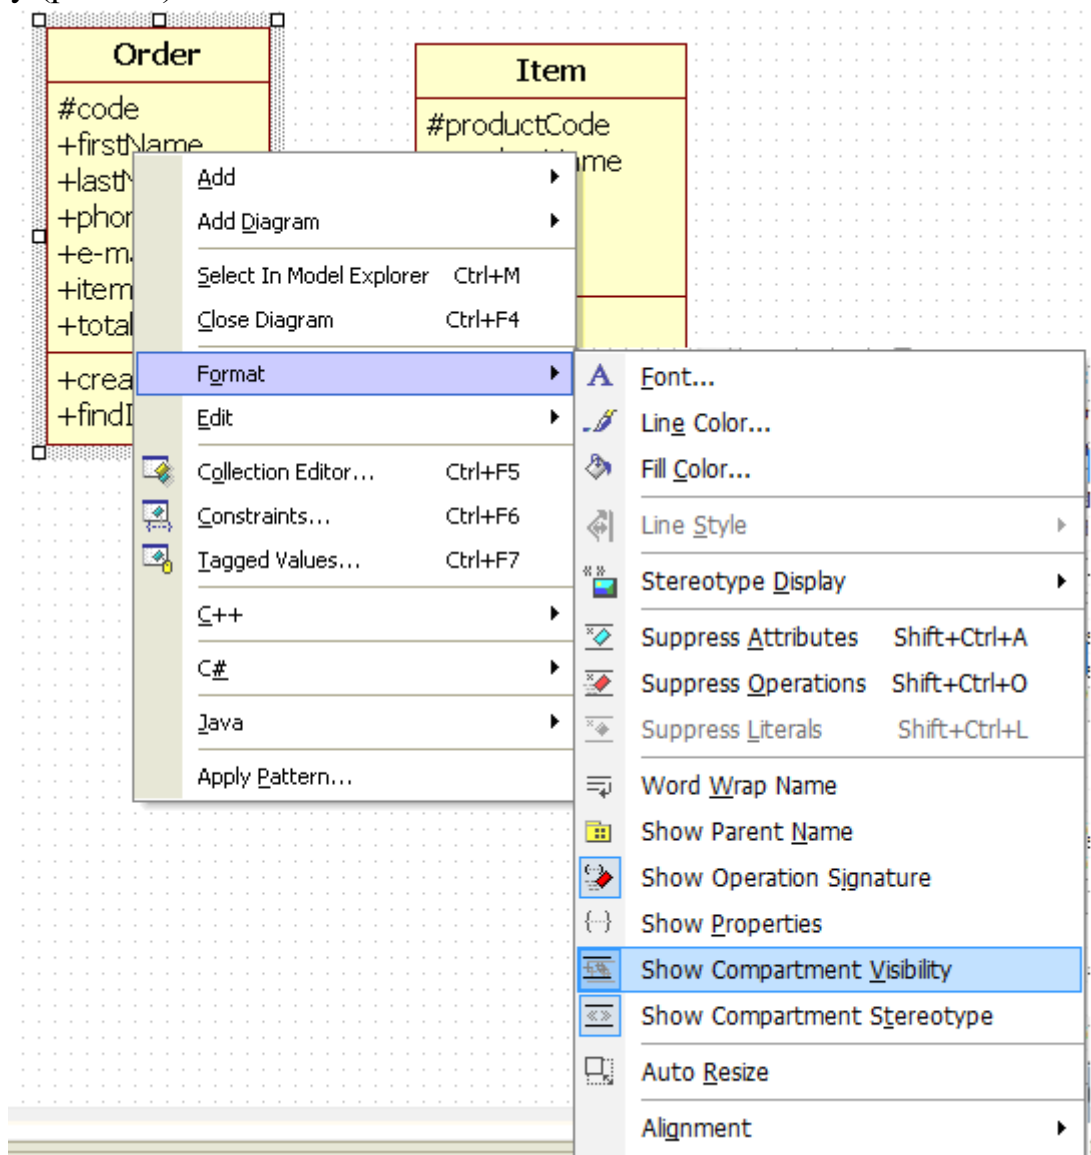 Order
#code
+firstName
+lastN
+phon
+e-ma
+item
+total
+crea
+findI
Item
#productCode
me
Add
Add Diagram
Select In Model Explorer Ctrl+M
Close Diagram Ctrl+F4
Format
Edit
Collection Editor... Ctrl+F5
Constraints... Ctrl+F6
Tagged Values... Ctrl+F7
C++
C#
Java
Apply Pattern...
Font...
Line Color...
Fill Color...
Line Style
Stereotype Display
Suppress Attributes Shift+Ctrl+A
Suppress Operations Shift+Ctrl+O
Suppress Literals Shift+Ctrl+L
Word Wrap Name
Show Parent Name
Show Operation Signature
Show Properties
Show Compartment Visibility
Show Compartment Stereotype
Auto Resize
Alignment